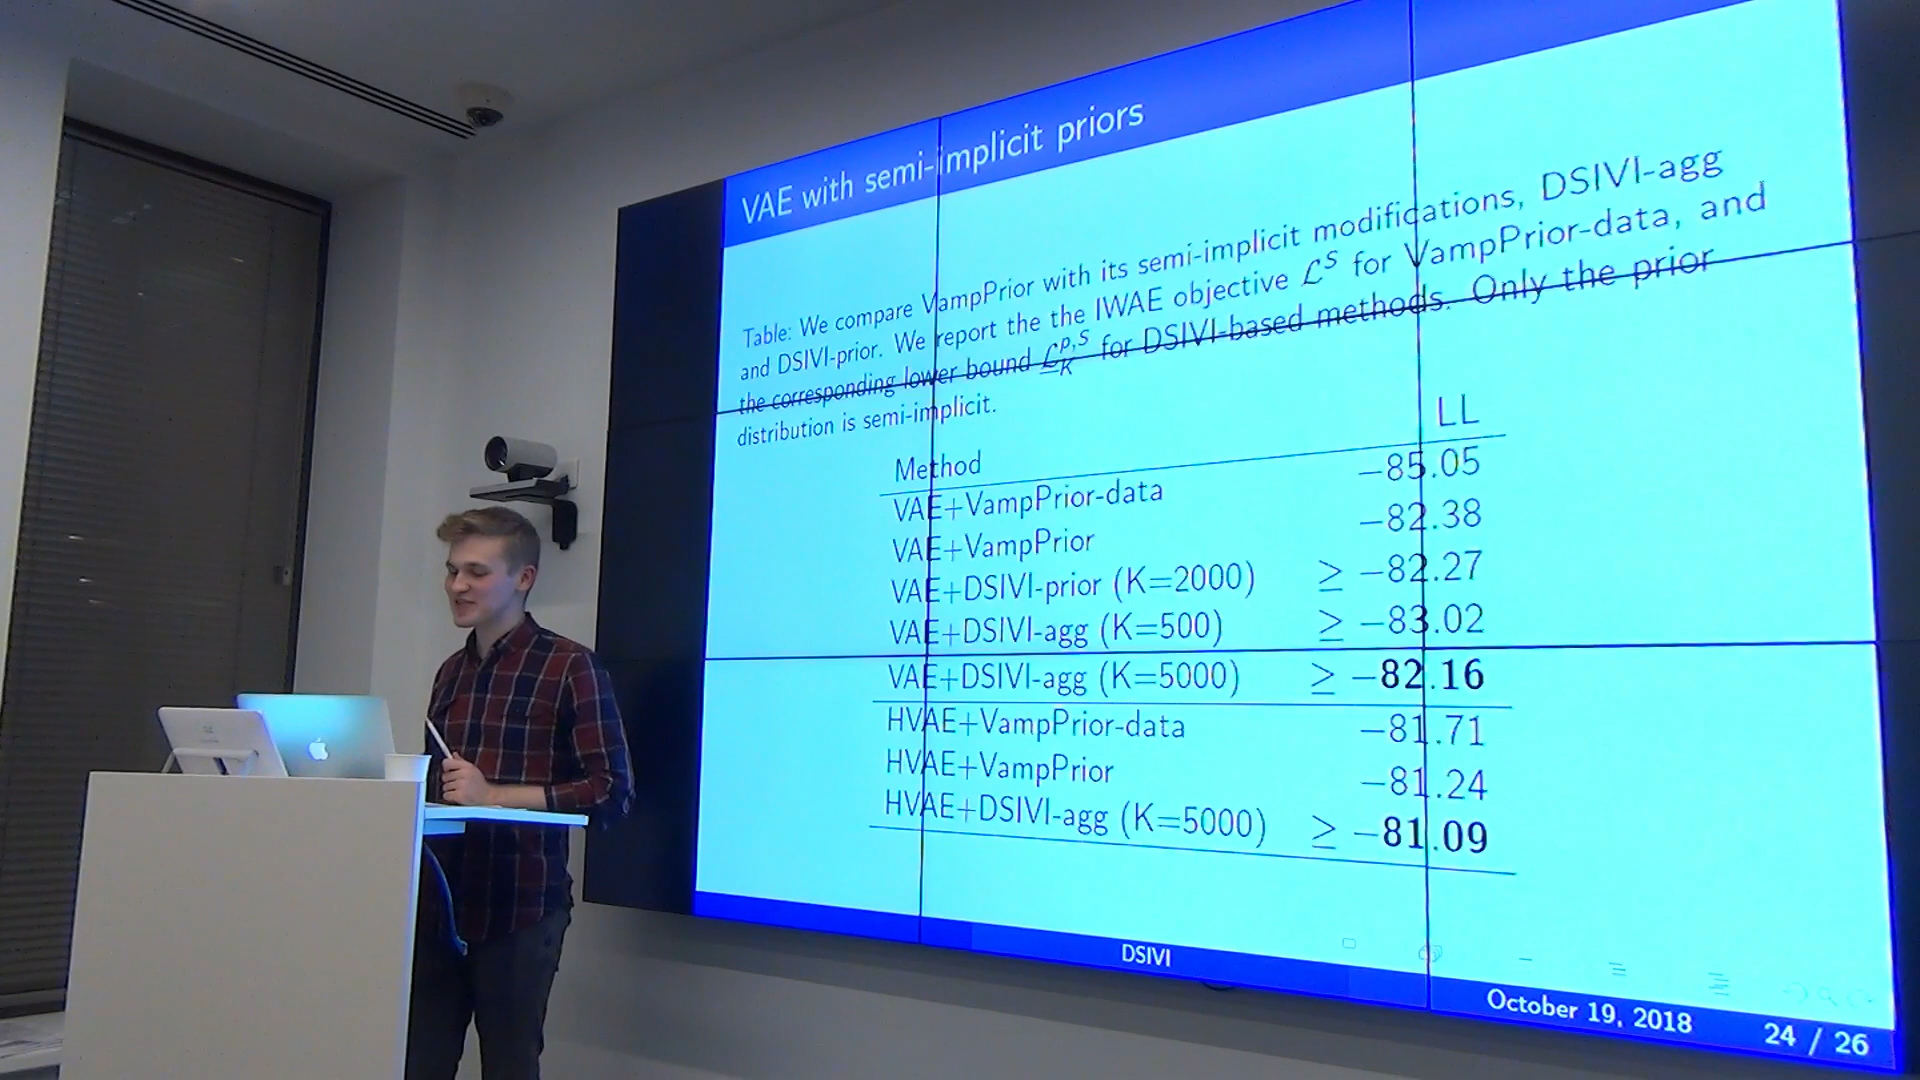 VAE with semi-implicit priors
Table: We compare VampPrior with its semi-implicit modifications, DSIVI-agg
and DSIVI-prior. We report the the IWAE objective 𝓛^S for VampPrior-data, and
the corresponding lower bound 𝓛_K^{p,S} for DSIVI-based methods. Only the prior
distribution is semi-implicit.
Method LL
VAE+VampPrior-data −85.05
VAE+VampPrior −82.38
VAE+DSIVI-prior (K=2000) ≥ −82.27
VAE+DSIVI-agg (K=500) ≥ −83.02
VAE+DSIVI-agg (K=5000) ≥ −82.16
HVAE+VampPrior-data −81.71
HVAE+VampPrior −81.24
HVAE+DSIVI-agg (K=5000) ≥ −81.09
DSIVI
October 19, 2018 24 / 26